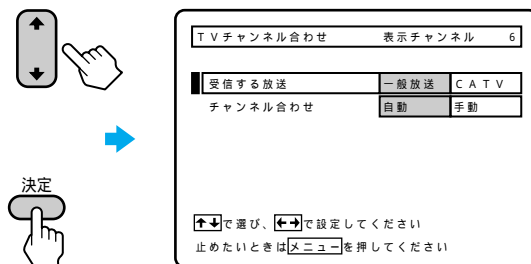 TVチャンネル合わせ 表示チャンネル 6
受信する放送 一般放送 CATV
チャンネル合わせ 自動 手動
決定
↑↓で選び、←→で設定してください
止めたいときはメニューを押してください